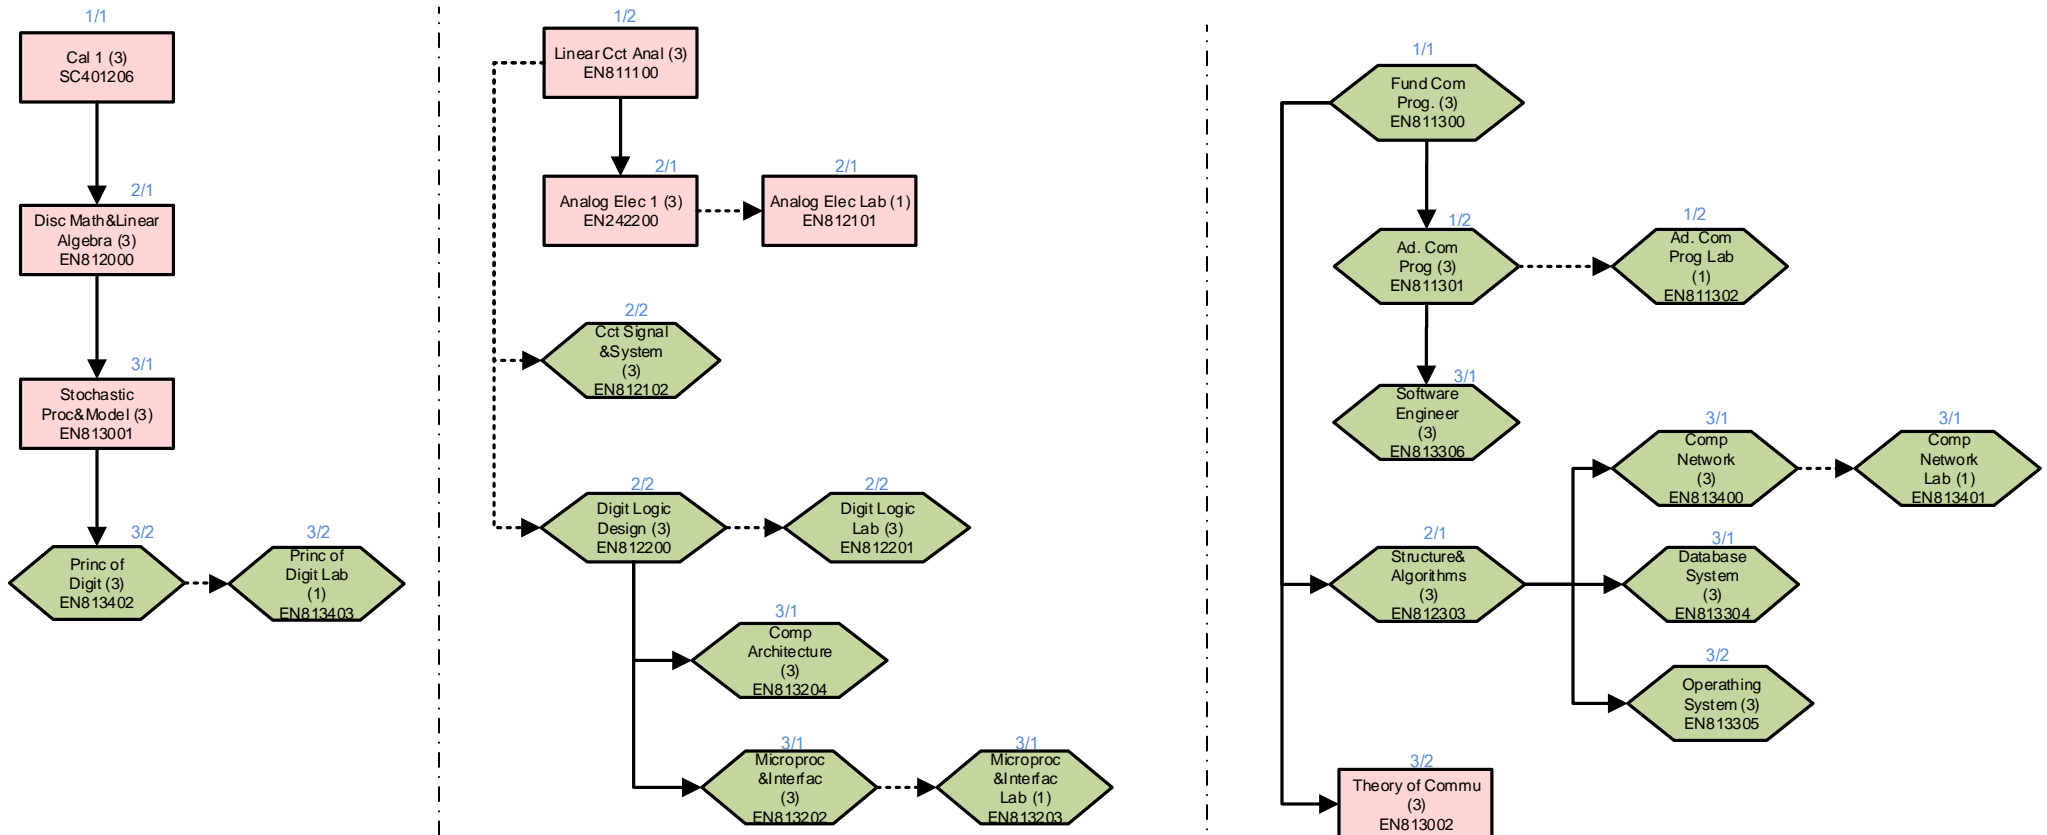 1/1
Cal 1 (3)
SC401206
2/1
Disc Math&Linear
Algebra (3)
EN812000
3/1
Stochastic
Proc&Model (3)
EN813001
3/2
Princ of
Digit (3)
EN813402
3/2
Princ of
Digit Lab
(1)
EN813403
1/2
Linear Cct Anal (3)
EN811100
2/1
Analog Elec 1 (3)
EN242200
2/1
Analog Elec Lab (1)
EN812101
2/2
Cct Signal
&System
(3)
EN812102
2/2
Digit Logic
Design (3)
EN812200
2/2
Digit Logic
Lab (3)
EN812201
3/1
Comp
Architecture
(3)
EN813204
3/1
Microproc
&Interfac
(3)
EN813202
3/1
Microproc
&Interfac
Lab (1)
EN813203
1/1
Fund Com
Prog. (3)
EN811300
1/2
Ad. Com
Prog (3)
EN811301
1/2
Ad. Com
Prog Lab
(1)
EN811302
3/1
Software
Engineer
(3)
EN813306
3/1
Comp
Network
(3)
EN813400
3/1
Comp
Network
Lab (1)
EN813401
2/1
Structure&
Algorithms
(3)
EN812303
3/1
Database
System
(3)
EN813304
3/2
Operathing
System (3)
EN813305
3/2
Theory of Commu
(3)
EN813002